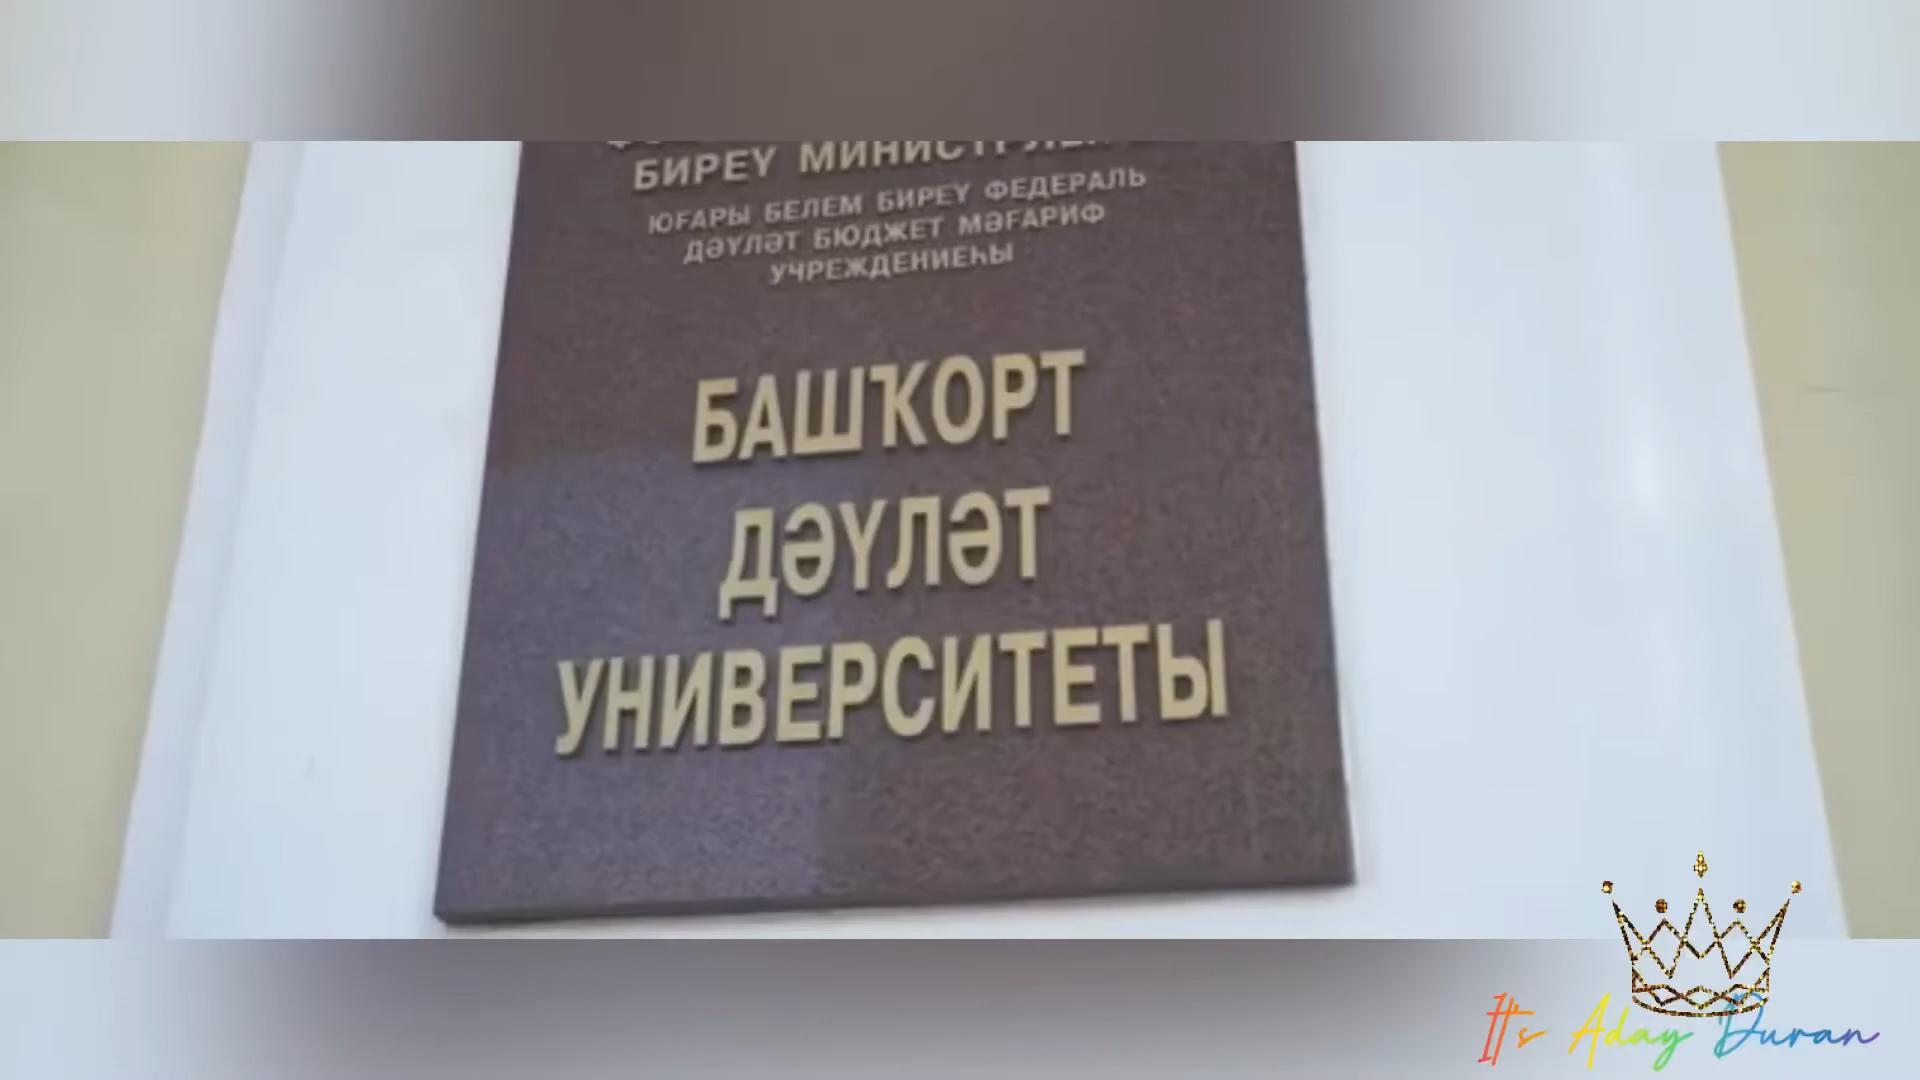 БИРЕҮ
ЮҒАРЫ БЕЛЕМ БИРЕҮ ФЕДЕРАЛЬ
ДӘҮЛӘТ БЮДЖЕТ МӘҒАРИФ
УЧРЕЖДЕНИЕҺЫ
БАШҠОРТ
ДӘҮЛӘТ
УНИВЕРСИТЕТЫ
It's Aday Duran